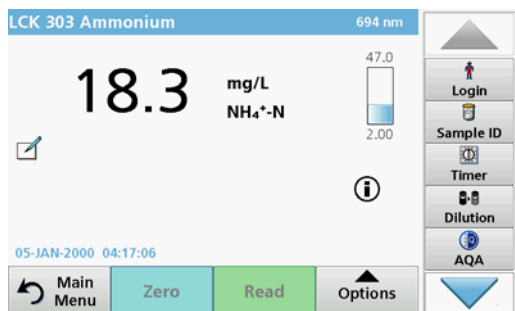 LCK 303 Ammonium 694 nm
47.0
18.3 mg/L
NH₄⁺-N
2.00
i
05-JAN-2000 04:17:06
Main Menu
Zero
Read
Options
Login
Sample ID
Timer
Dilution
AQA